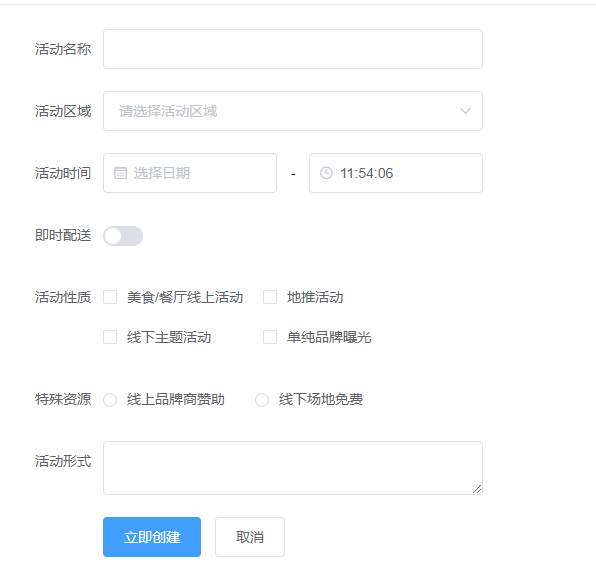 活动名称
活动区域 请选择活动区域
活动时间 选择日期 - 11:54:06
即时配送
活动性质 美食/餐厅线上活动 地推活动
线下主题活动 单纯品牌曝光
特殊资源 线上品牌商赞助 线下场地免费
活动形式
立即创建 取消